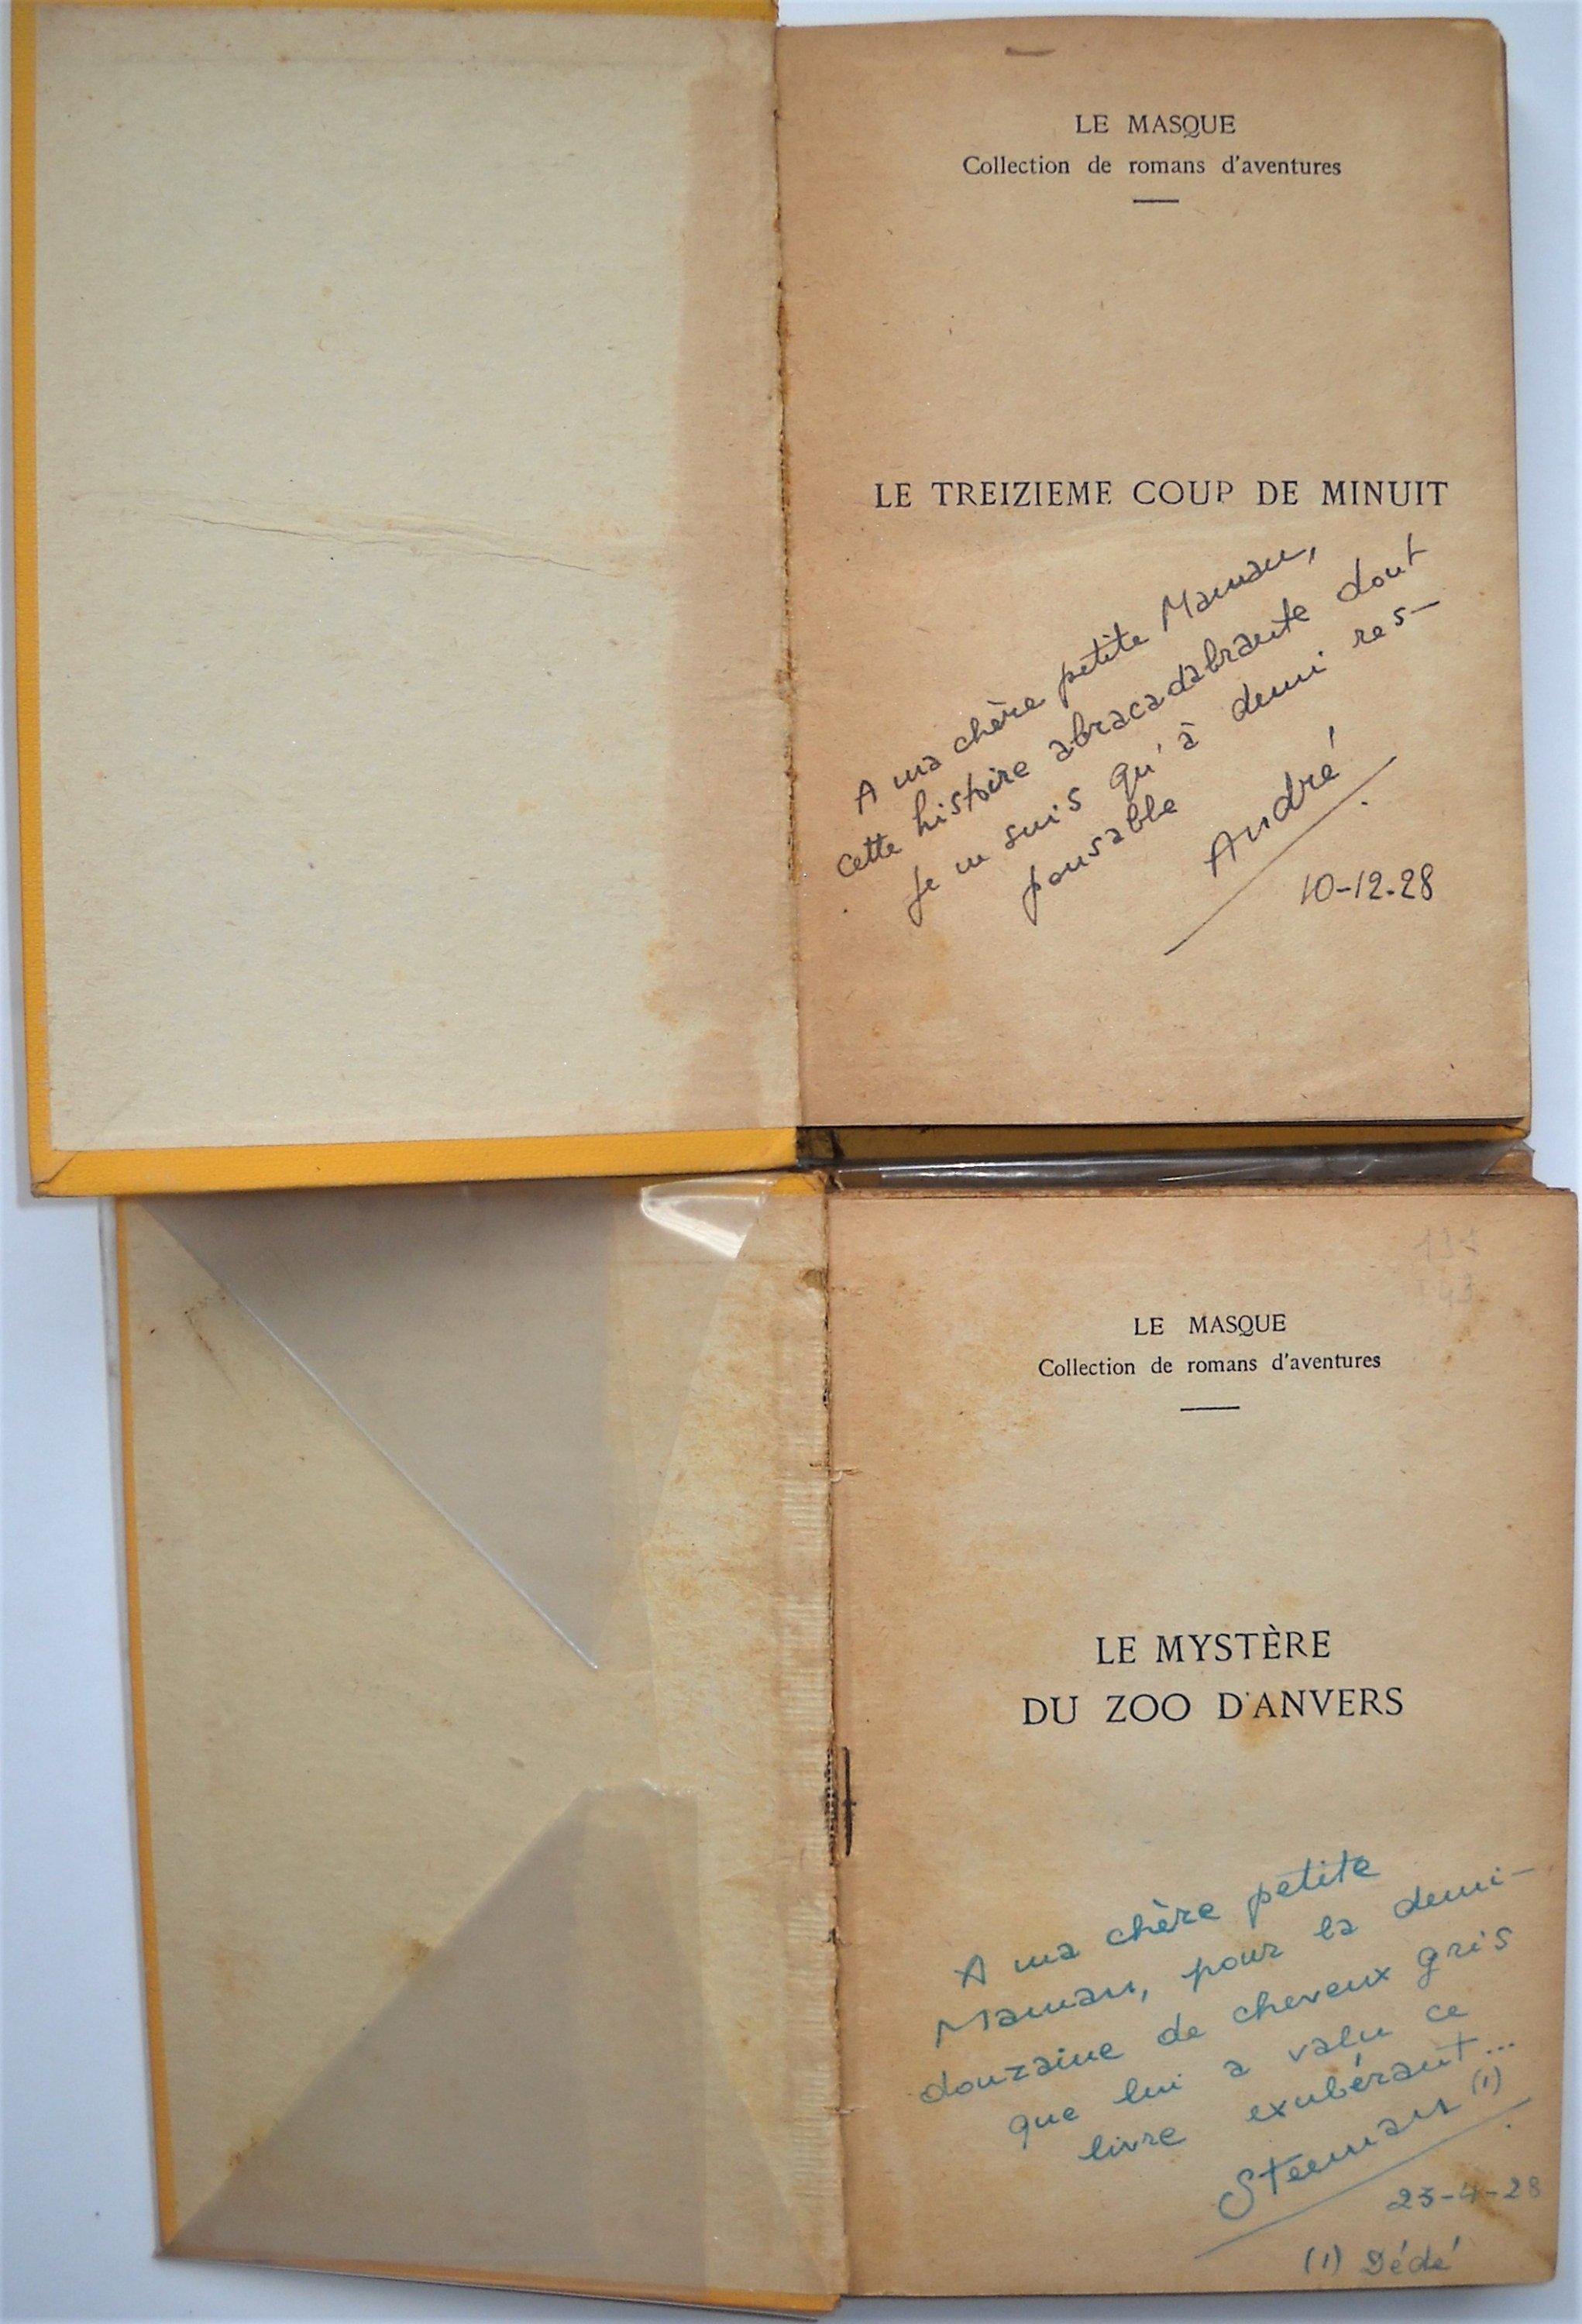 LE MASQUE
Collection de romans d'aventures
LE TREIZIEME COUP DE MINUIT
A ma chère petite Maman,
cette histoire abracadabrante dont
je ne suis qu'à demi res-
ponsable
André
10-12-28
LE MASQUE
Collection de romans d'aventures
LE MYSTÈRE
DU ZOO D'ANVERS
A ma chère petite
Maman, pour la demi-
douzaine de cheveux gris
que lui a valu ce
livre exubérant...
Steeman (1)
23-4-28
(1) Dédé